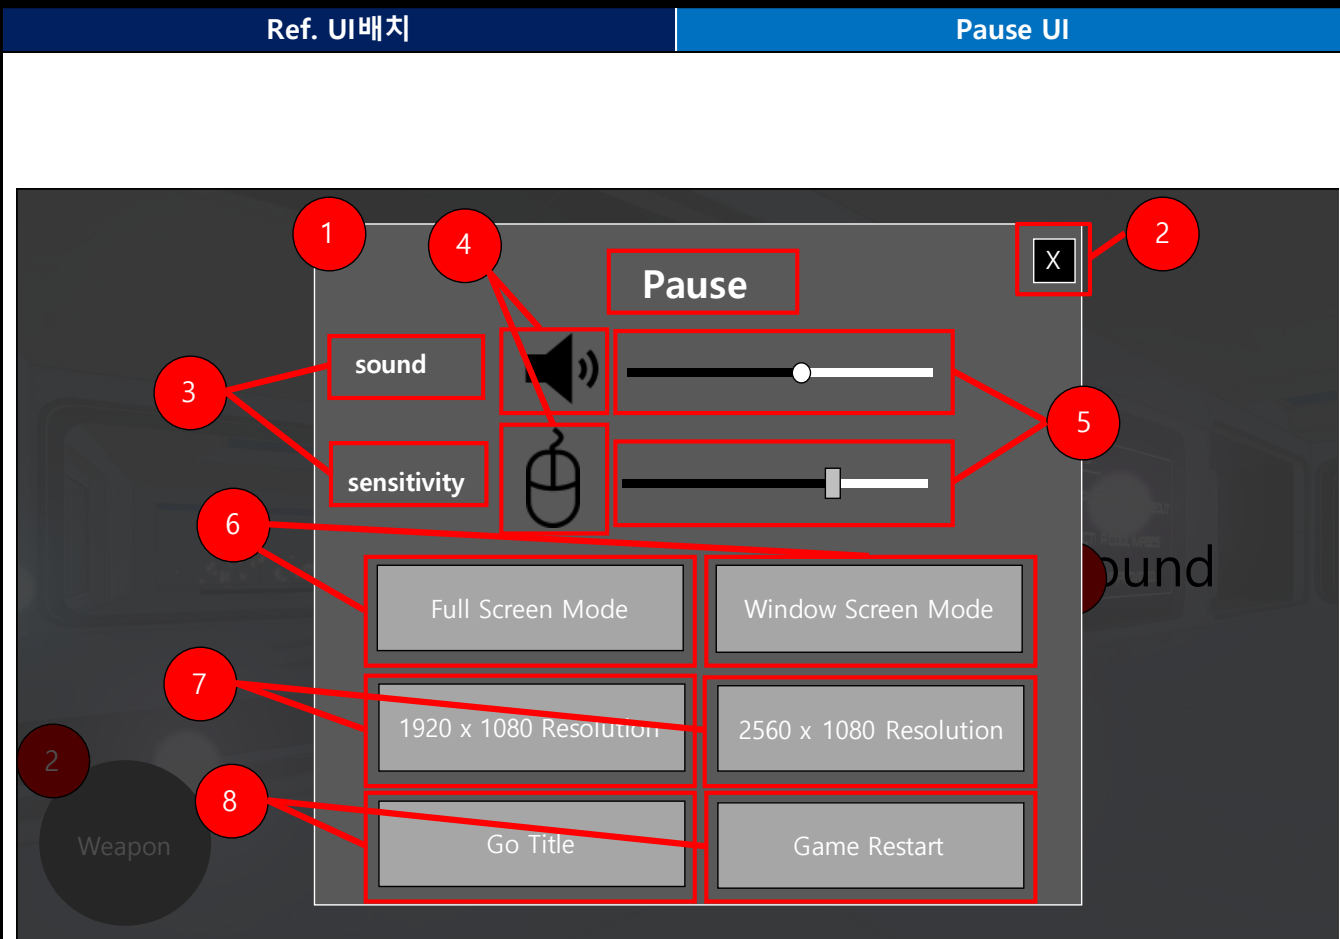 Ref. UI배치
Pause UI
1
4
2
X
Pause
sound
3
5
sensitivity
6
ound
Full Screen Mode
Window Screen Mode
7
1920 x 1080 Resolution
2560 x 1080 Resolution
2
8
Weapon
Go Title
Game Restart